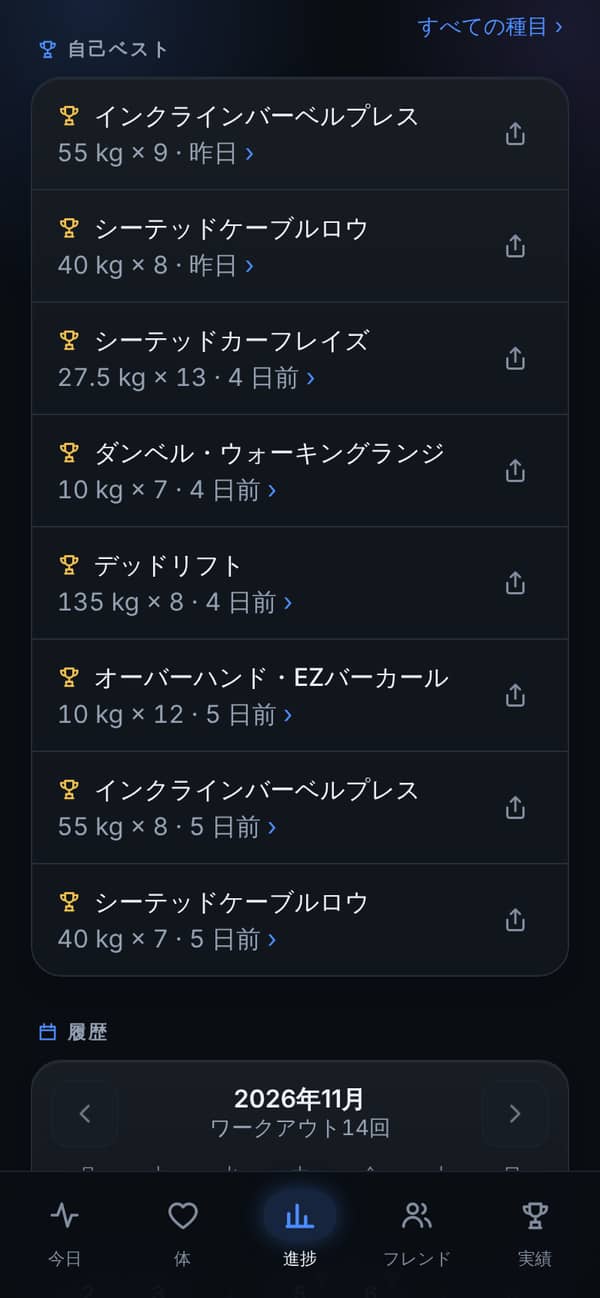 すべての種目 ›
自己ベスト
インクラインバーベルプレス
55 kg × 9 · 昨日 ›
シーテッドケーブルロウ
40 kg × 8 · 昨日 ›
シーテッドカーフレイズ
27.5 kg × 13 · 4 日前 ›
ダンベル・ウォーキングランジ
10 kg × 7 · 4 日前 ›
デッドリフト
135 kg × 8 · 4 日前 ›
オーバーハンド・EZバーカール
10 kg × 12 · 5 日前 ›
インクラインバーベルプレス
55 kg × 8 · 5 日前 ›
シーテッドケーブルロウ
40 kg × 7 · 5 日前 ›
履歴
2026年11月
ワークアウト14回
今日 体 進捗 フレンド 実績